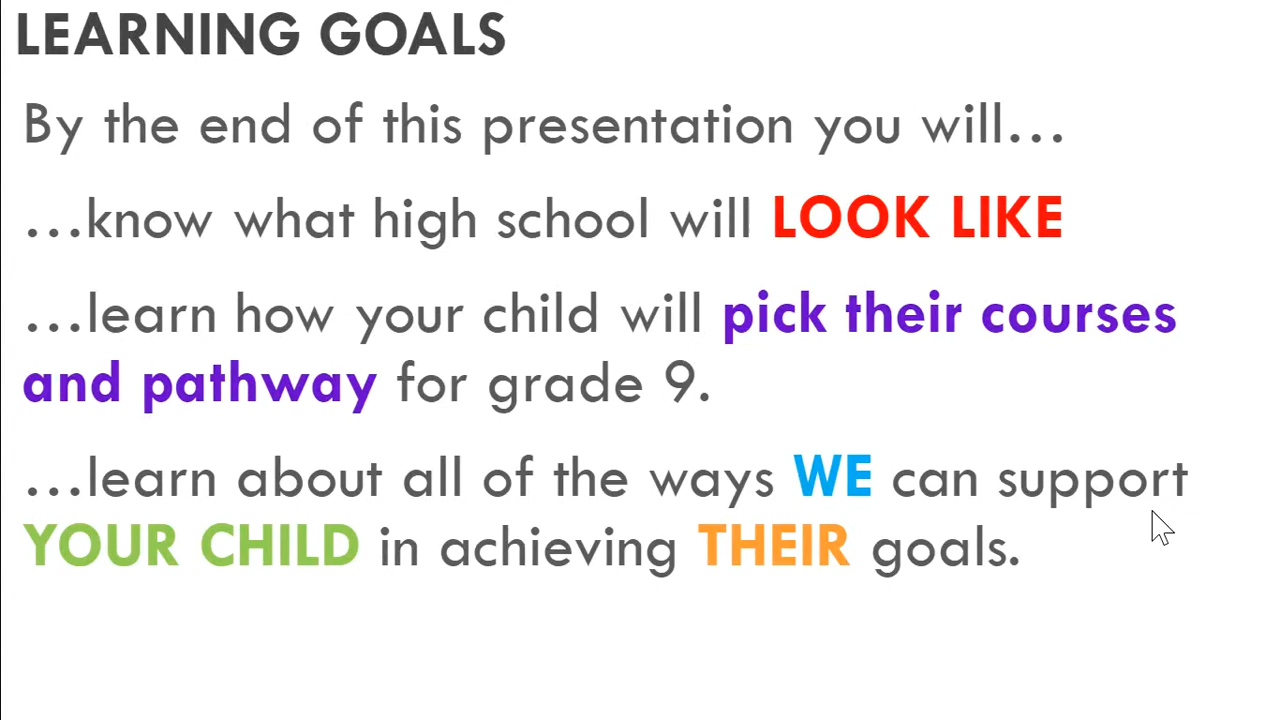 LEARNING GOALS
By the end of this presentation you will…
…know what high school will LOOK LIKE
…learn how your child will pick their courses
and pathway for grade 9.
…learn about all of the ways WE can support
YOUR CHILD in achieving THEIR goals.